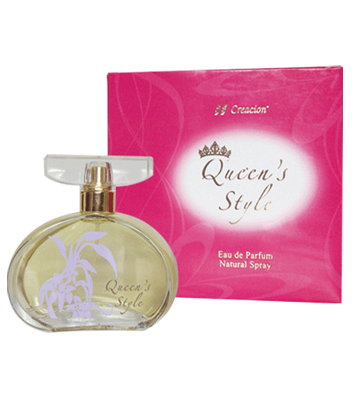 Creacion®
Queen's
Style
Eau de Parfum
Natural Spray
Queen's
Style